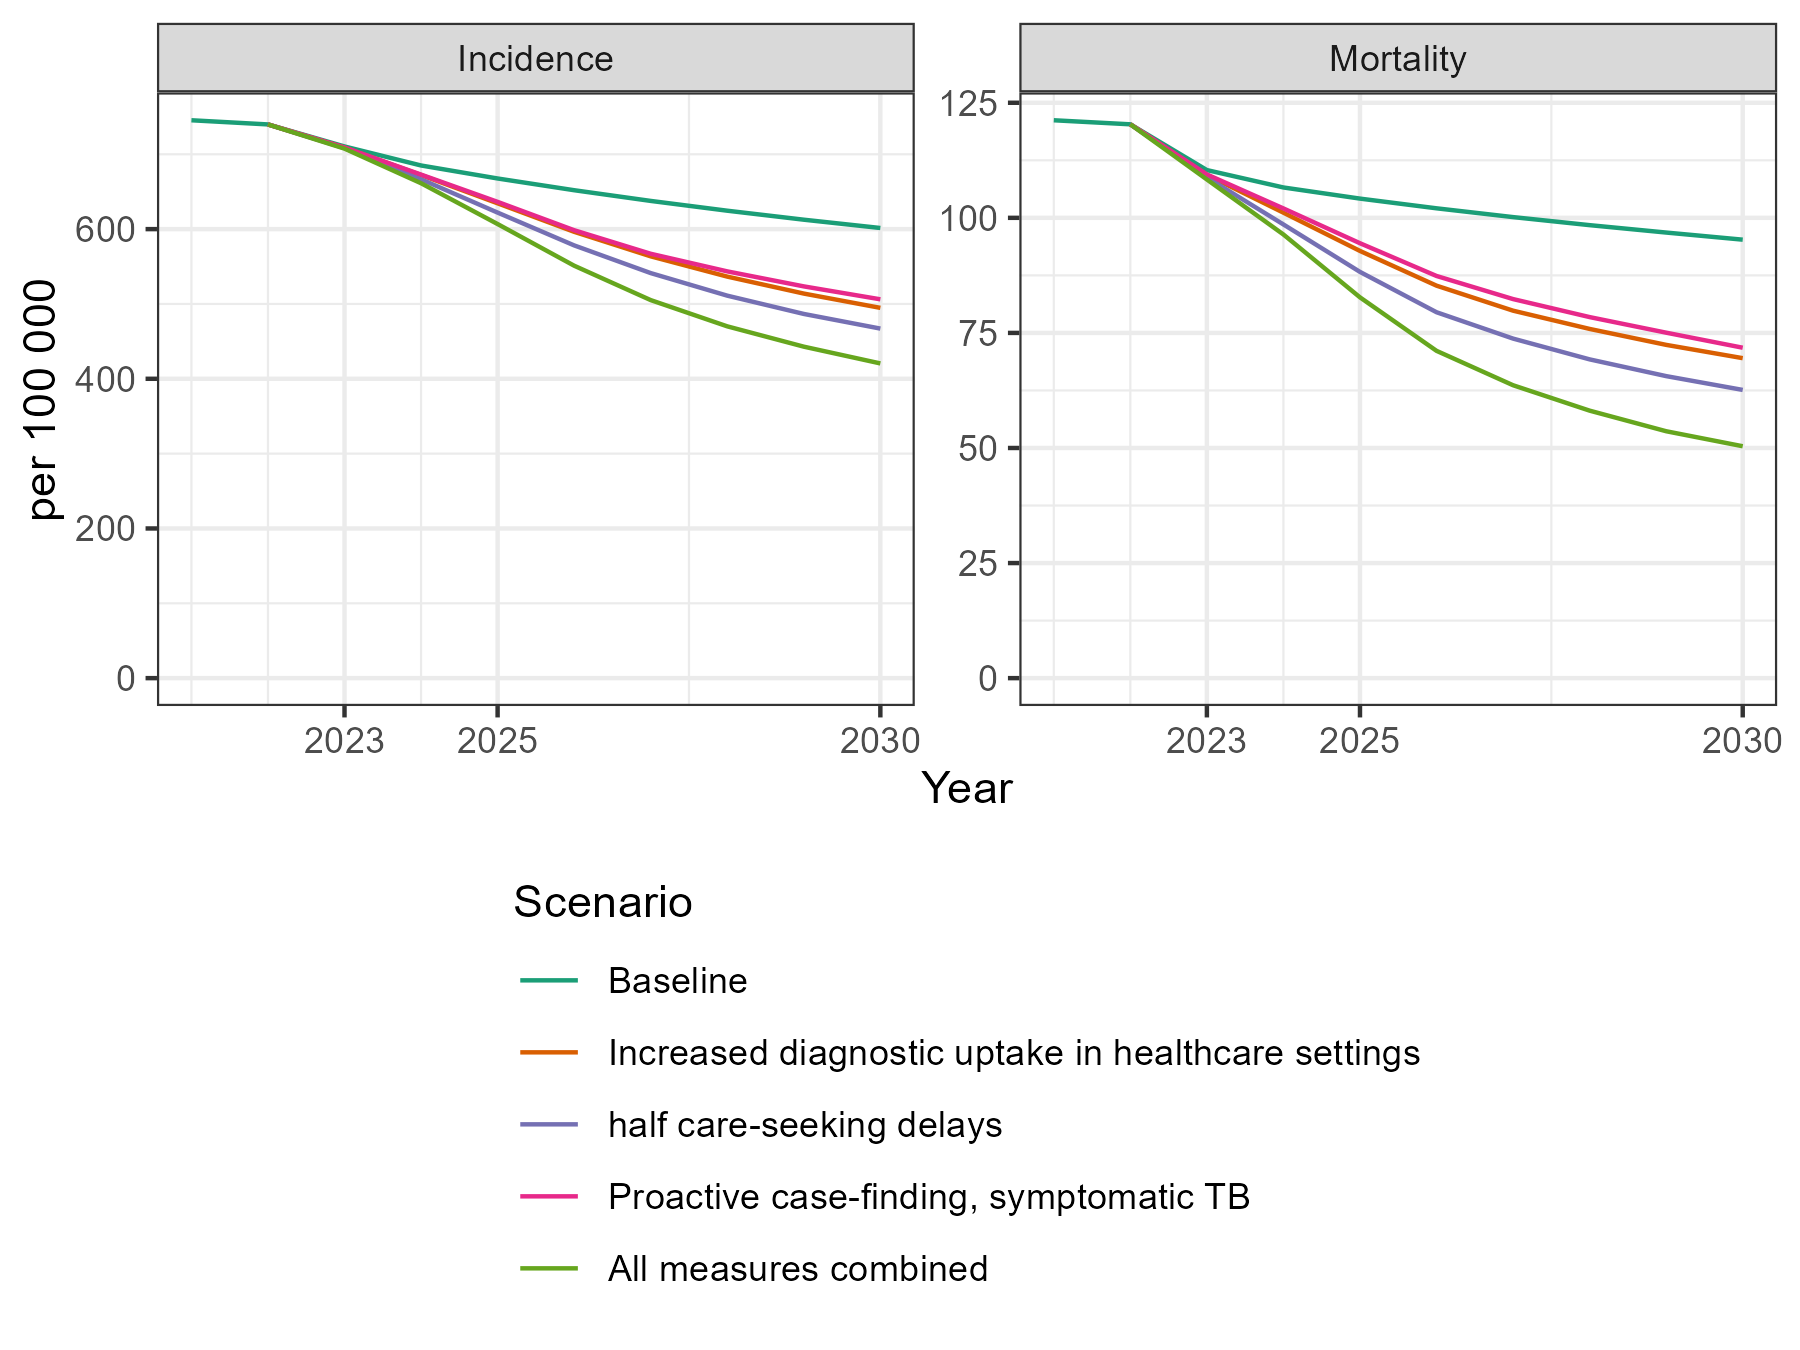 Incidence
Mortality
per 100 000
600
400
200
0
125
100
75
50
25
0
2023 2025 2030
2023 2025 2030
Year
Scenario
Baseline
Increased diagnostic uptake in healthcare settings
half care-seeking delays
Proactive case-finding, symptomatic TB
All measures combined